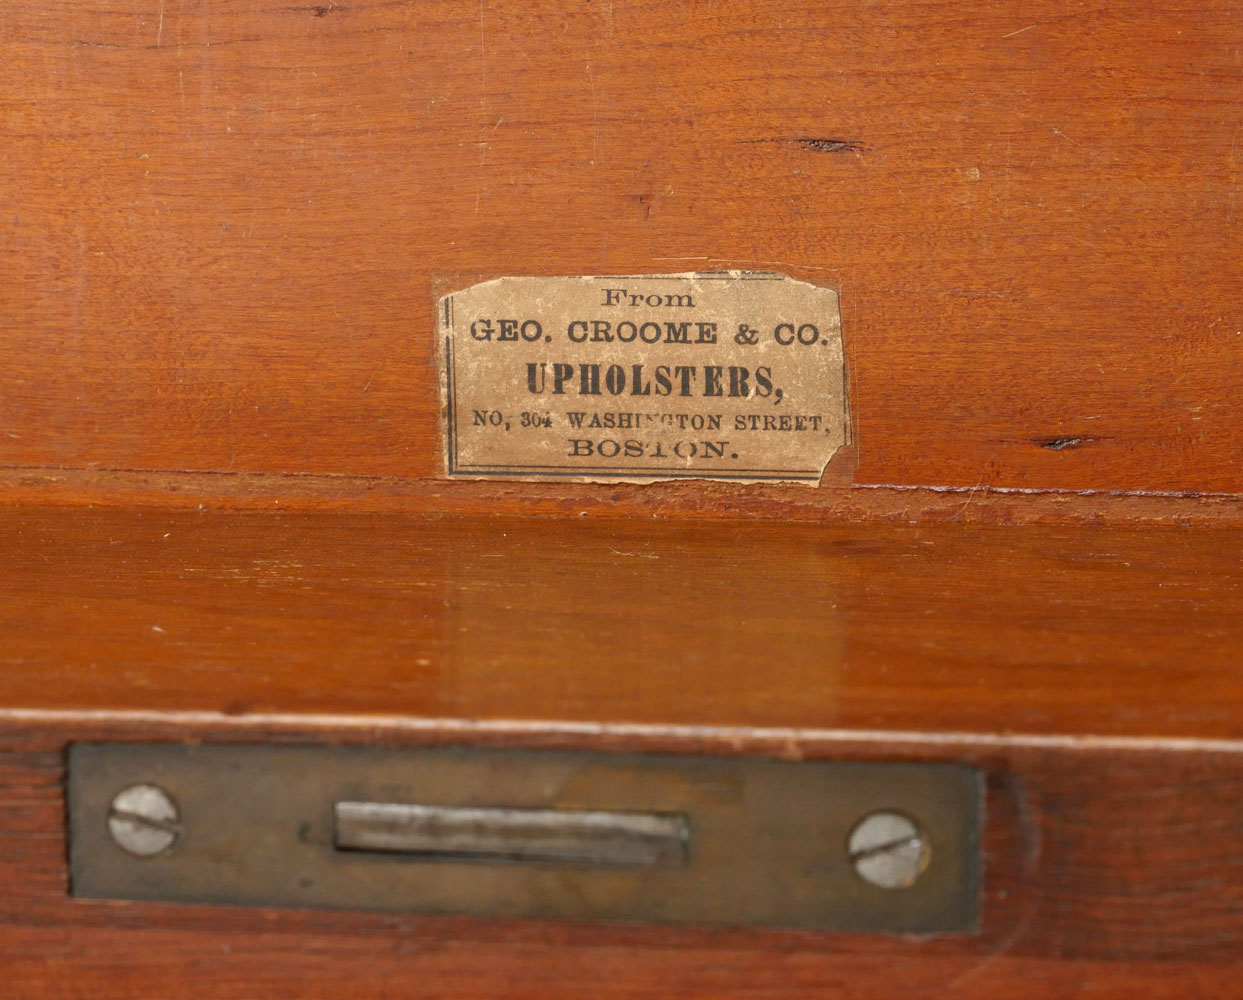 From
GEO. CROOME & CO.
UPHOLSTERS,
NO, 304 WASHINGTON STREET,
BOSTON.